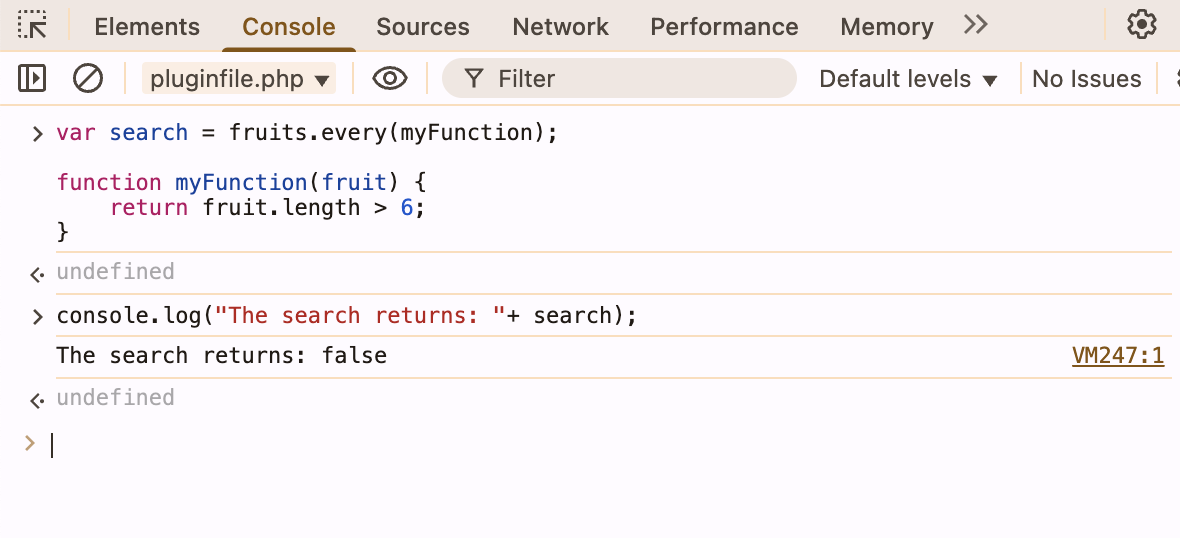 Elements Console Sources Network Performance Memory
pluginfile.php ▼ Filter Default levels ▼ No Issues
> var search = fruits.every(myFunction);
function myFunction(fruit) {
    return fruit.length > 6;
}
undefined
> console.log("The search returns: "+ search);
The search returns: false VM247:1
undefined
>